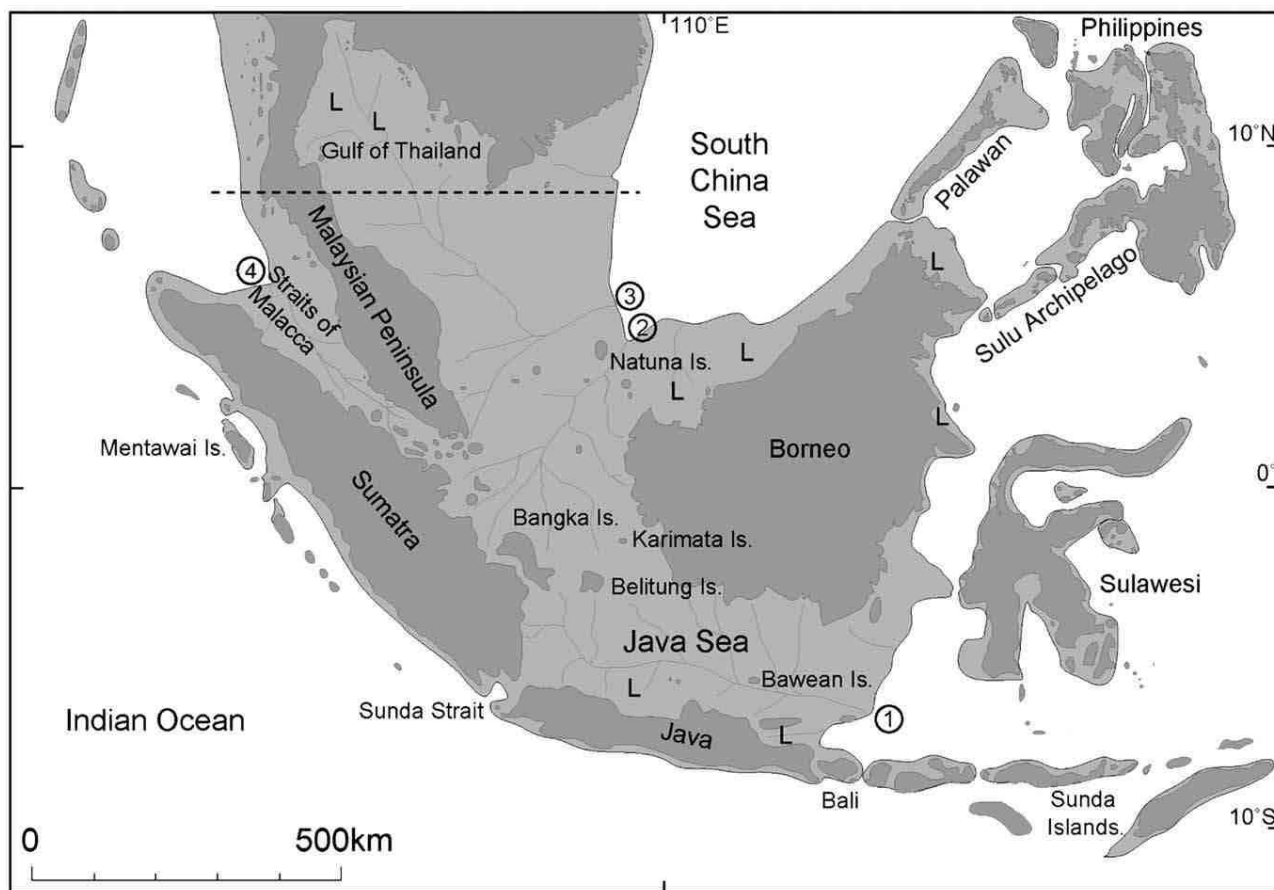 110˚E
Philippines
L
L
Gulf of Thailand
South
China
Sea
10˚N
Palawan
Malaysian Peninsula
4
Straits of
Malacca
3
2
L
Sulu Archipelago
Natuna Is.
L
L
L
Mentawai Is.
Borneo
Sumatra
0˚
Bangka Is.
Karimata Is.
Belitung Is.
Sulawesi
Java Sea
L
Bawean Is.
Indian Ocean
Sunda Strait
Java
L
1
Bali
Sunda
Islands.
10˚S
0
500km